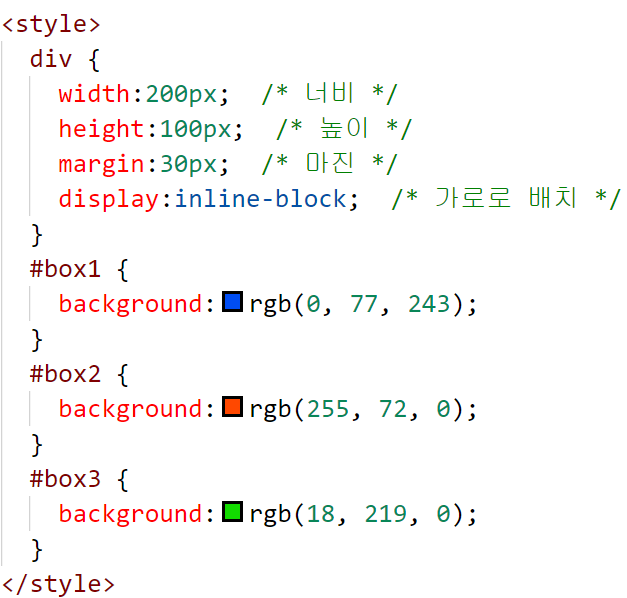 <style>
div {
width:200px; /* 너비 */
height:100px; /* 높이 */
margin:30px; /* 마진 */
display:inline-block; /* 가로로 배치 */
}
#box1 {
background:rgb(0, 77, 243);
}
#box2 {
background:rgb(255, 72, 0);
}
#box3 {
background:rgb(18, 219, 0);
}
</style>